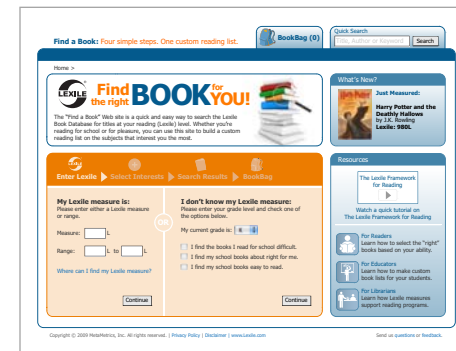 Find a Book: Four simple steps. One custom reading list.
BookBag (0)
Quick Search
Title, Author or Keyword
Search
Home >
LEXILE
Find the right BOOK for YOU!
The "Find a Book" Web site is a quick and easy way to search the Lexile
Book Database for titles at your reading (Lexile) level. Whether you're
reading for school or for pleasure, you can use this site to build a custom
reading list on the subjects that interest you the most.
What's New?
Just Measured:
Harry Potter and the
Deathly Hallows
by J.K. Rowling
Lexile: 980L
Enter Lexile
Select Interests
Search Results
BookBag
My Lexile measure is:
Please enter either a Lexile measure
or range.
Measure: L
Range: L to L
Where can I find my Lexile measure?
Continue
OR
I don't know my Lexile measure:
Please enter your grade level and check one of
the options below.
My current grade is:
I find the books I read for school difficult.
I find my school books about right for me.
I find my school books easy to read.
Continue
Resources
The Lexile Framework
for Reading
Watch a quick tutorial on
The Lexile Framework for Reading
For Readers
Learn how to select the "right"
books based on your ability.
For Educators
Learn how to make custom
book lists for your students.
For Librarians
Learn how Lexile measures
support reading programs.
Copyright © 2009 MetaMetrics, Inc. All rights reserved. | Privacy Policy | Disclaimer | www.Lexile.com
Send us questions or feedback.